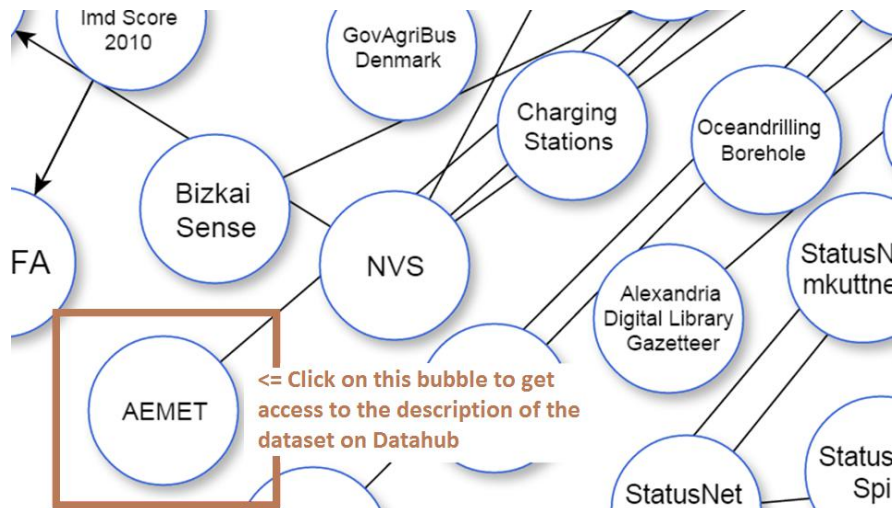 Imd Score
2010
GovAgriBus
Denmark
Charging
Stations
Oceandrilling
Borehole
Bizkai
Sense
FA
NVS
StatusN
mkuttne
Alexandria
Digital Library
Gazetteer
AEMET
<= Click on this bubble to get
access to the description of the
dataset on Datahub
Status
Spi
StatusNet